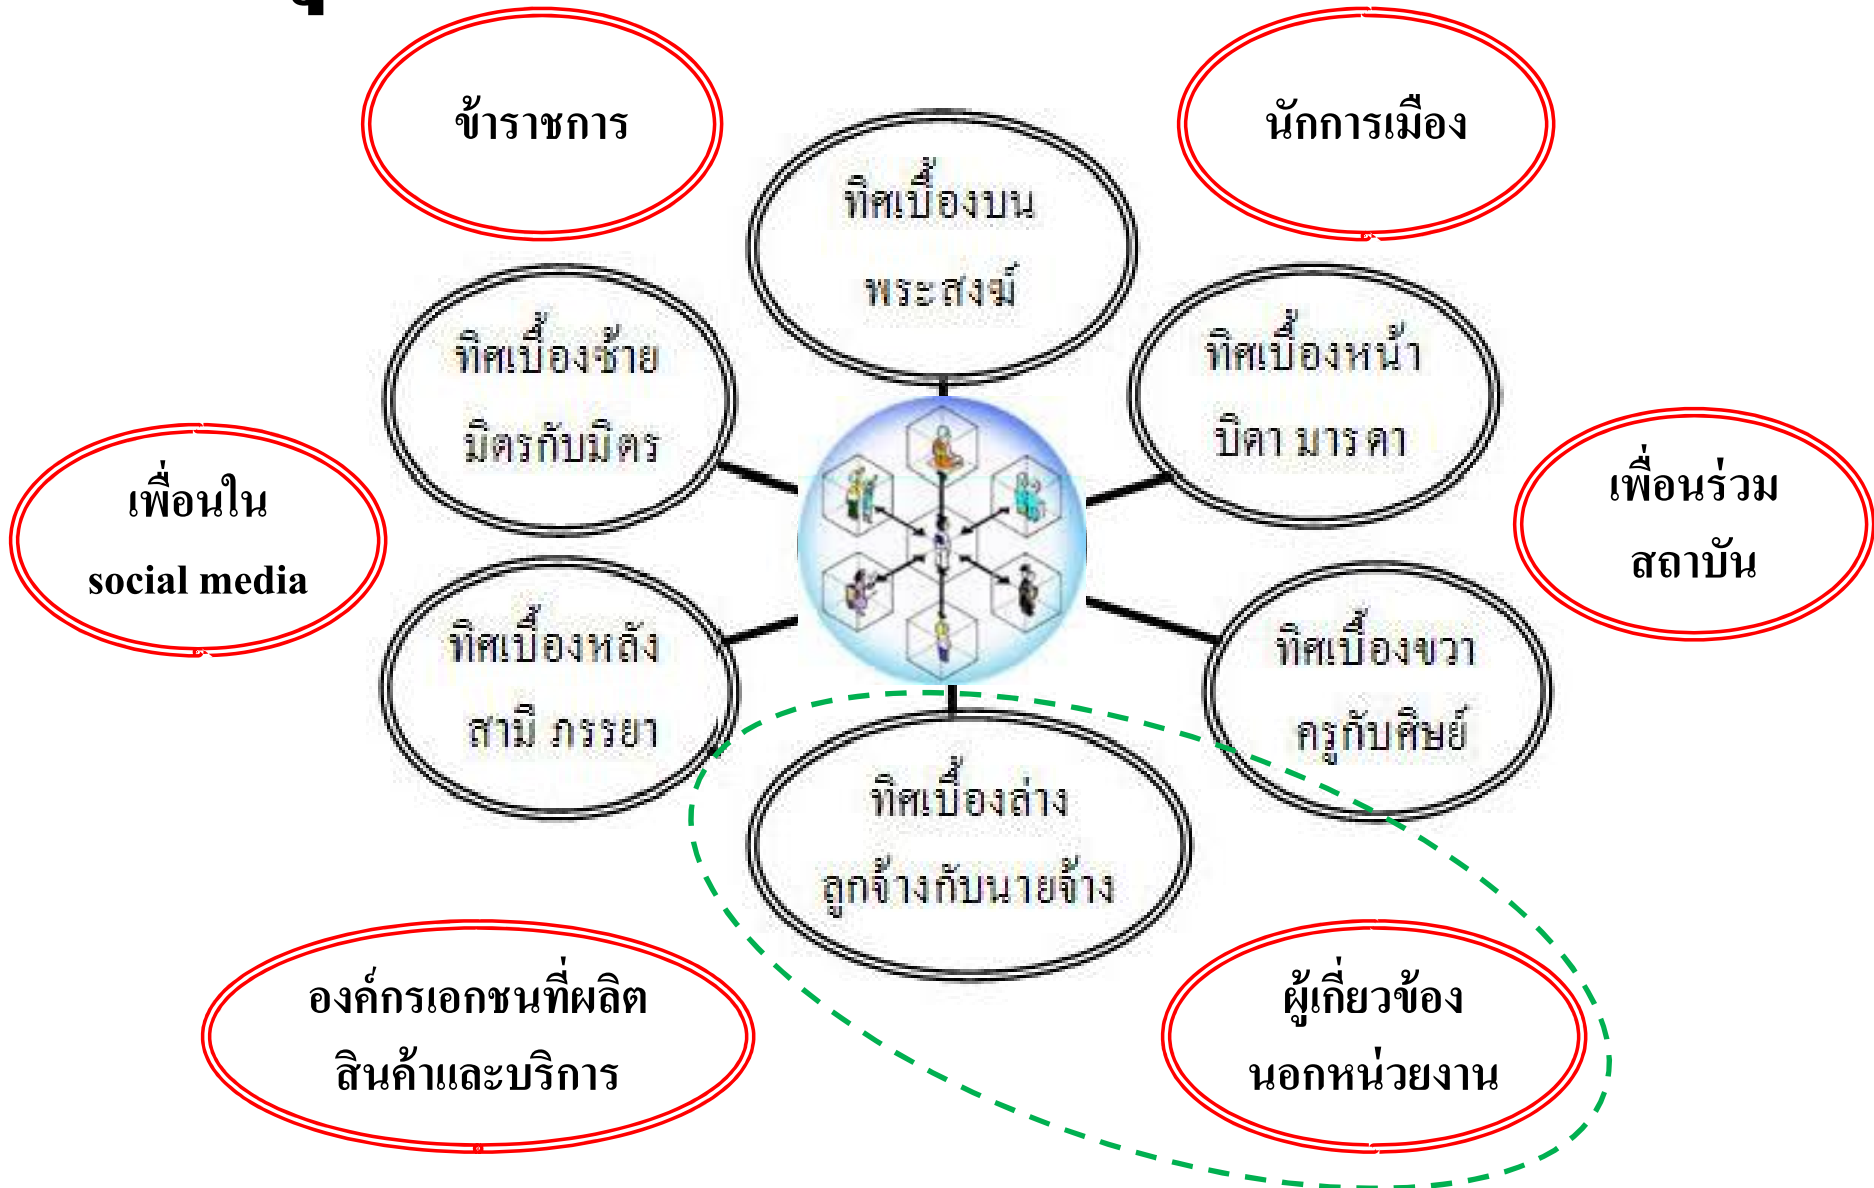 ข้าราชการ
นักการเมือง
ทิศเบื้องบน
พระสงฆ์
ทิศเบื้องซ้าย
มิตรกับมิตร
ทิศเบื้องหน้า
บิดา มารดา
เพื่อนใน
social media
เพื่อนร่วม
สถาบัน
ทิศเบื้องหลัง
สามี ภรรยา
ทิศเบื้องขวา
ครูกับศิษย์
ทิศเบื้องล่าง
ลูกจ้างกับนายจ้าง
องค์กรเอกชนที่ผลิต
สินค้าและบริการ
ผู้เกี่ยวข้อง
นอกหน่วยงาน